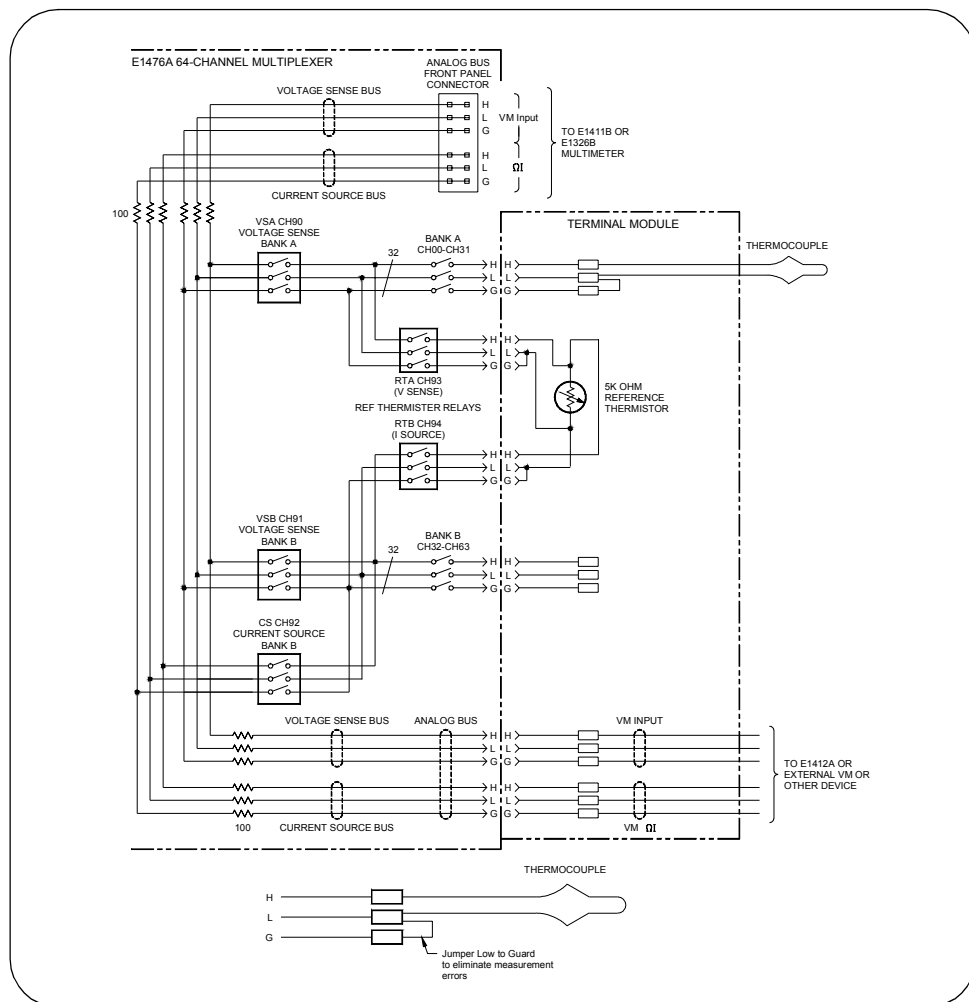 E1476A 64-CHANNEL MULTIPLEXER
ANALOG BUS
FRONT PANEL
CONNECTOR
VOLTAGE SENSE BUS
H
L
G
VM Input
H
L
G
ΩI
TO E1411B OR
E1326B
MULTIMETER
CURRENT SOURCE BUS
100
VSA CH90
VOLTAGE SENSE
BANK A
32
BANK A
CH00-CH31
TERMINAL MODULE
THERMOCOUPLE
H H
L L
G G
H H
L L
G G
RTA CH93
(V SENSE)
5K OHM
REFERENCE
THERMISTOR
REF THERMISTER RELAYS
RTB CH94
(I SOURCE)
H H
L L
G G
VSB CH91
VOLTAGE SENSE
BANK B
32
BANK B
CH32-CH63
H H
L L
G G
CS CH92
CURRENT SOURCE
BANK B
VOLTAGE SENSE BUS
ANALOG BUS
VM INPUT
H H
L L
G G
TO E1412A OR
EXTERNAL VM OR
OTHER DEVICE
H H
L L
G G
100
CURRENT SOURCE BUS
VM ΩI
THERMOCOUPLE
H
L
G
Jumper Low to Guard
to eliminate measurement
errors